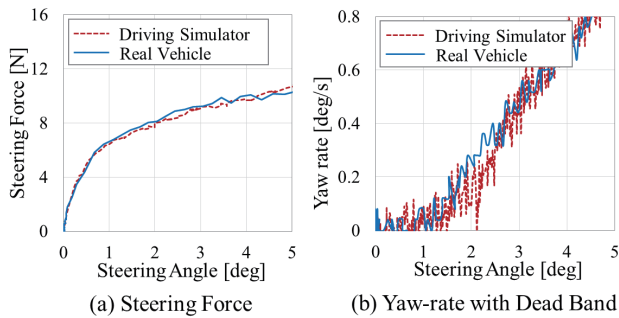 Driving Simulator
Real Vehicle
16
12
8
4
0
Steering Force [N]
0 1 2 3 4 5
Steering Angle [deg]
(a) Steering Force
Driving Simulator
Real Vehicle
0.8
0.6
0.4
0.2
0
Yaw rate [deg/s]
0 1 2 3 4 5
Steering Angle [deg]
(b) Yaw-rate with Dead Band